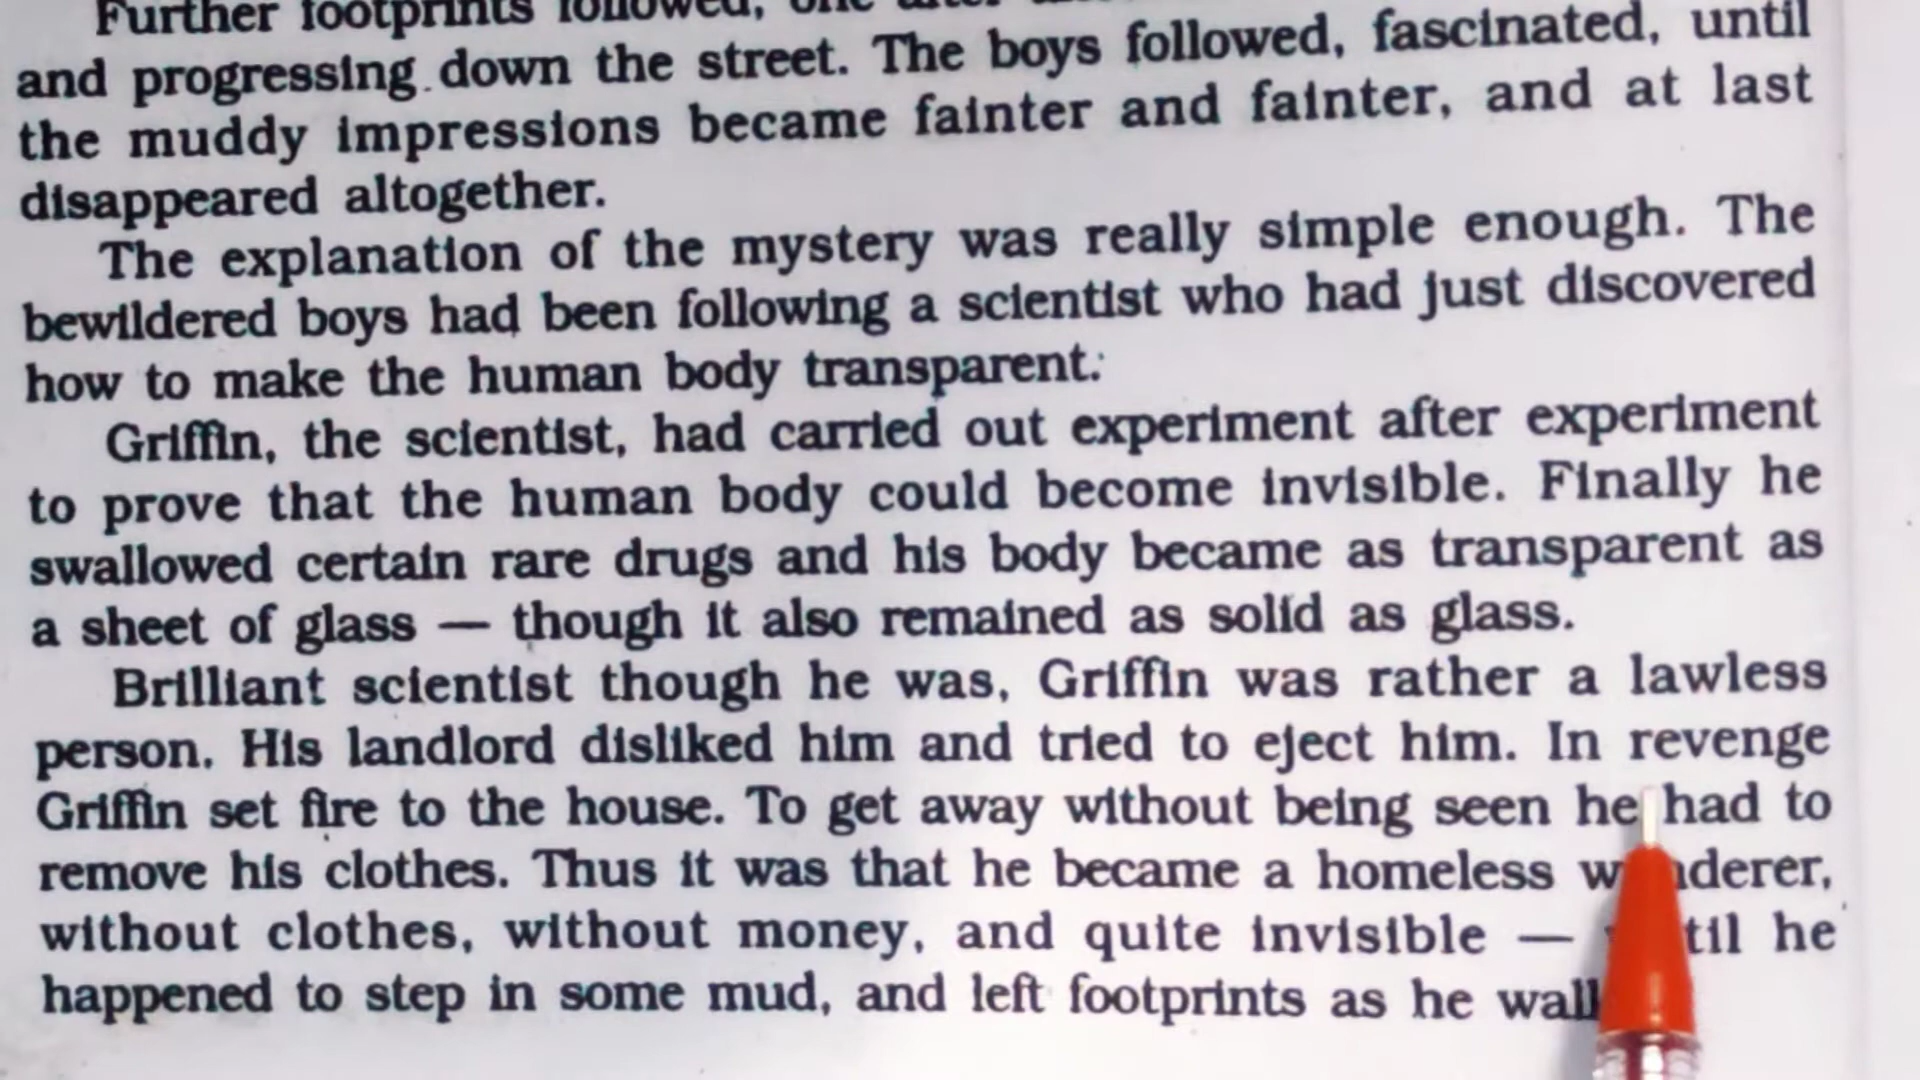 Further footprints followed, one after
and progressing down the street. The boys followed, fascinated, until
the muddy impressions became fainter and fainter, and at last
disappeared altogether.
The explanation of the mystery was really simple enough. The
bewildered boys had been following a scientist who had just discovered
how to make the human body transparent.
Griffin, the scientist, had carried out experiment after experiment
to prove that the human body could become invisible. Finally he
swallowed certain rare drugs and his body became as transparent as
a sheet of glass — though it also remained as solid as glass.
Brilliant scientist though he was, Griffin was rather a lawless
person. His landlord disliked him and tried to eject him. In revenge
Griffin set fire to the house. To get away without being seen he had to
remove his clothes. Thus it was that he became a homeless
without clothes, without money, and quite invisible — he
happened to step in some mud, and left footprints as he